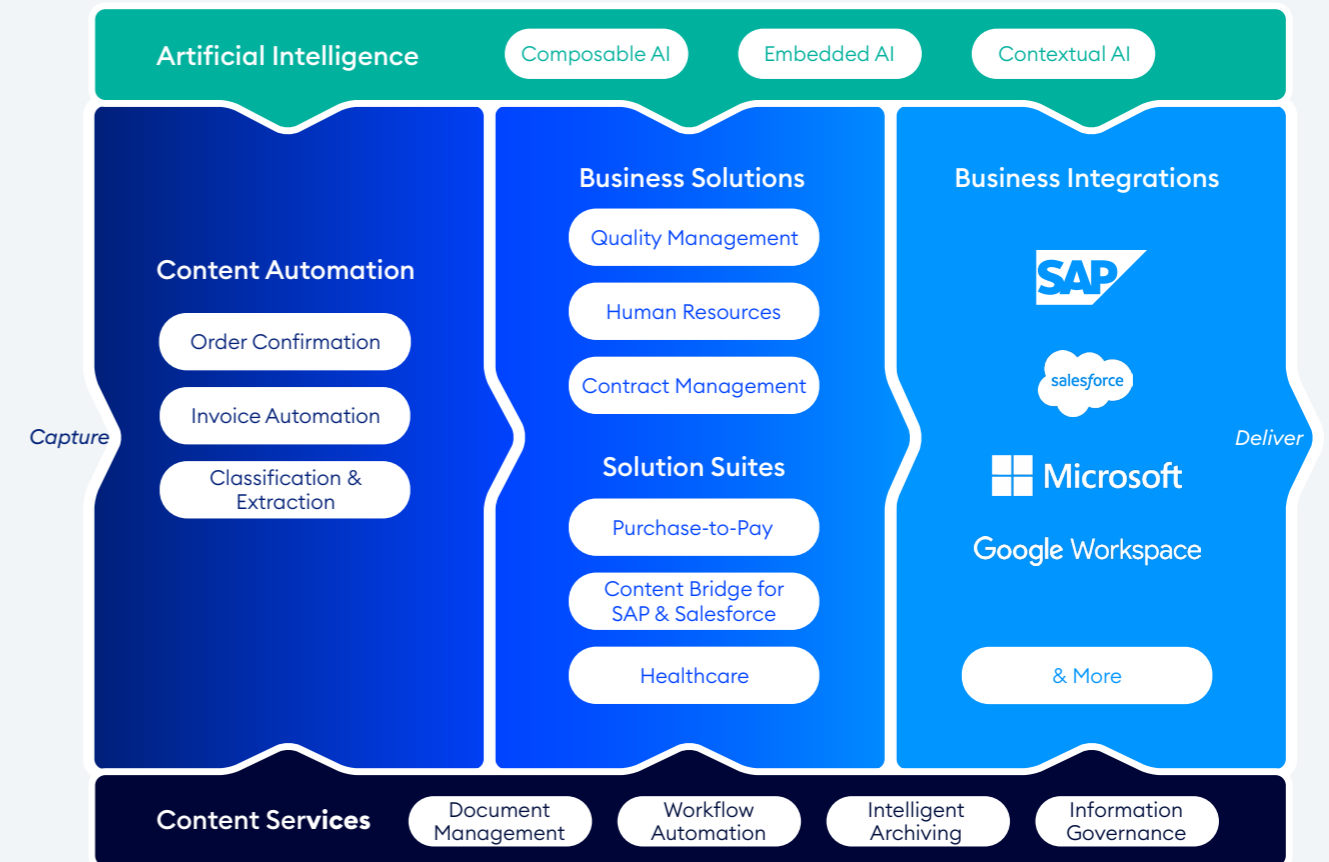 Artificial Intelligence
Composable AI
Embedded AI
Contextual AI
Capture
Content Automation
Order Confirmation
Invoice Automation
Classification &
Extraction
Business Solutions
Quality Management
Human Resources
Contract Management
Solution Suites
Purchase-to-Pay
Content Bridge for
SAP & Salesforce
Healthcare
Business Integrations
SAP
salesforce
Microsoft
Google Workspace
& More
Deliver
Content Services
Document
Management
Workflow
Automation
Intelligent
Archiving
Information
Governance